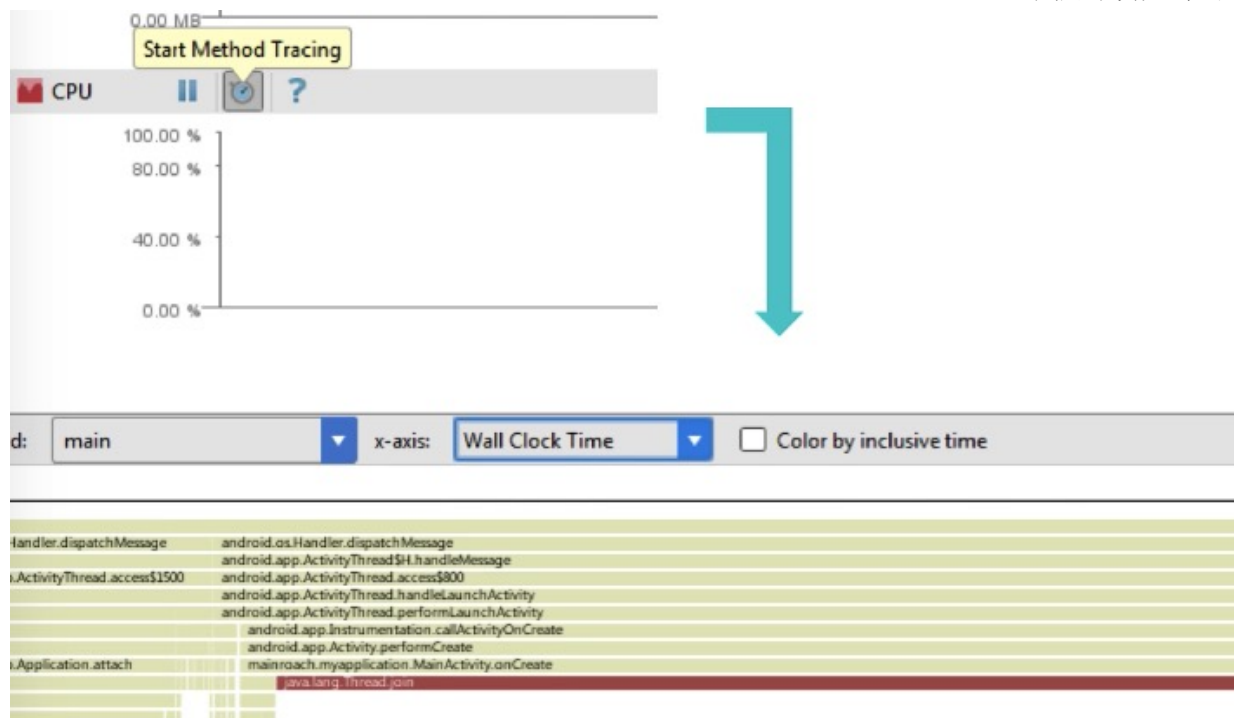 0.00 MB
Start Method Tracing
CPU
?
100.00 %
80.00 %
40.00 %
0.00 %
d: main x-axis: Wall Clock Time Color by inclusive time
Handler.dispatchMessage android.os.Handler.dispatchMessage
android.app.ActivityThread$H.handleMessage
.ActivityThread.access$1500 android.app.ActivityThread.access$800
android.app.ActivityThread.handleLaunchActivity
android.app.ActivityThread.performLaunchActivity
android.app.Instrumentation.callActivityOnCreate
android.app.Activity.performCreate
.Application.attach mainroach.myapplication.MainActivity.onCreate
java.lang.Thread.join